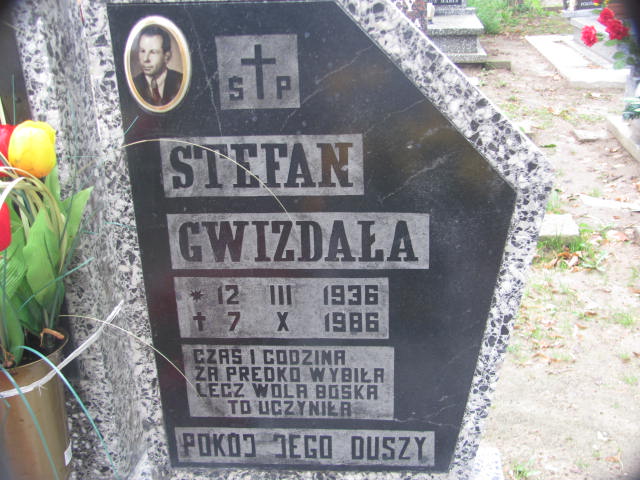 Ś P
STEFAN
GWIZDAŁA
* 12 III 1936
† 7 X 1986
CZAS I GODZINA
ZA PRĘDKO WYBIŁA
LECZ WOLA BOSKA
TO UCZYNIŁA
POKÓJ JEGO DUSZY